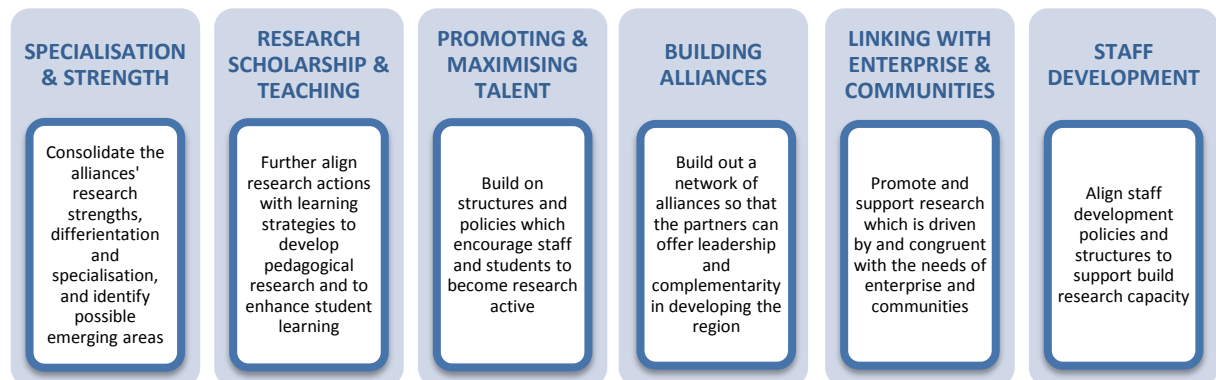 SPECIALISATION
& STRENGTH
Consolidate the
alliances'
research
strengths,
differientation
and
specialisation,
and identify
possible
emerging areas
RESEARCH
SCHOLARSHIP &
TEACHING
Further align
research actions
with learning
strategies to
develop
pedagogical
research and to
enhance student
learning
PROMOTING &
MAXIMISING
TALENT
Build on
structures and
policies which
encourage staff
and students to
become research
active
BUILDING
ALLIANCES
Build out a
network of
alliances so that
the partners can
offer leadership
and
complementarity
in developing the
region
LINKING WITH
ENTERPRISE &
COMMUNITIES
Promote and
support research
which is driven
by and congruent
with the needs of
enterprise and
communities
STAFF
DEVELOPMENT
Align staff
development
policies and
structures to
support build
research capacity